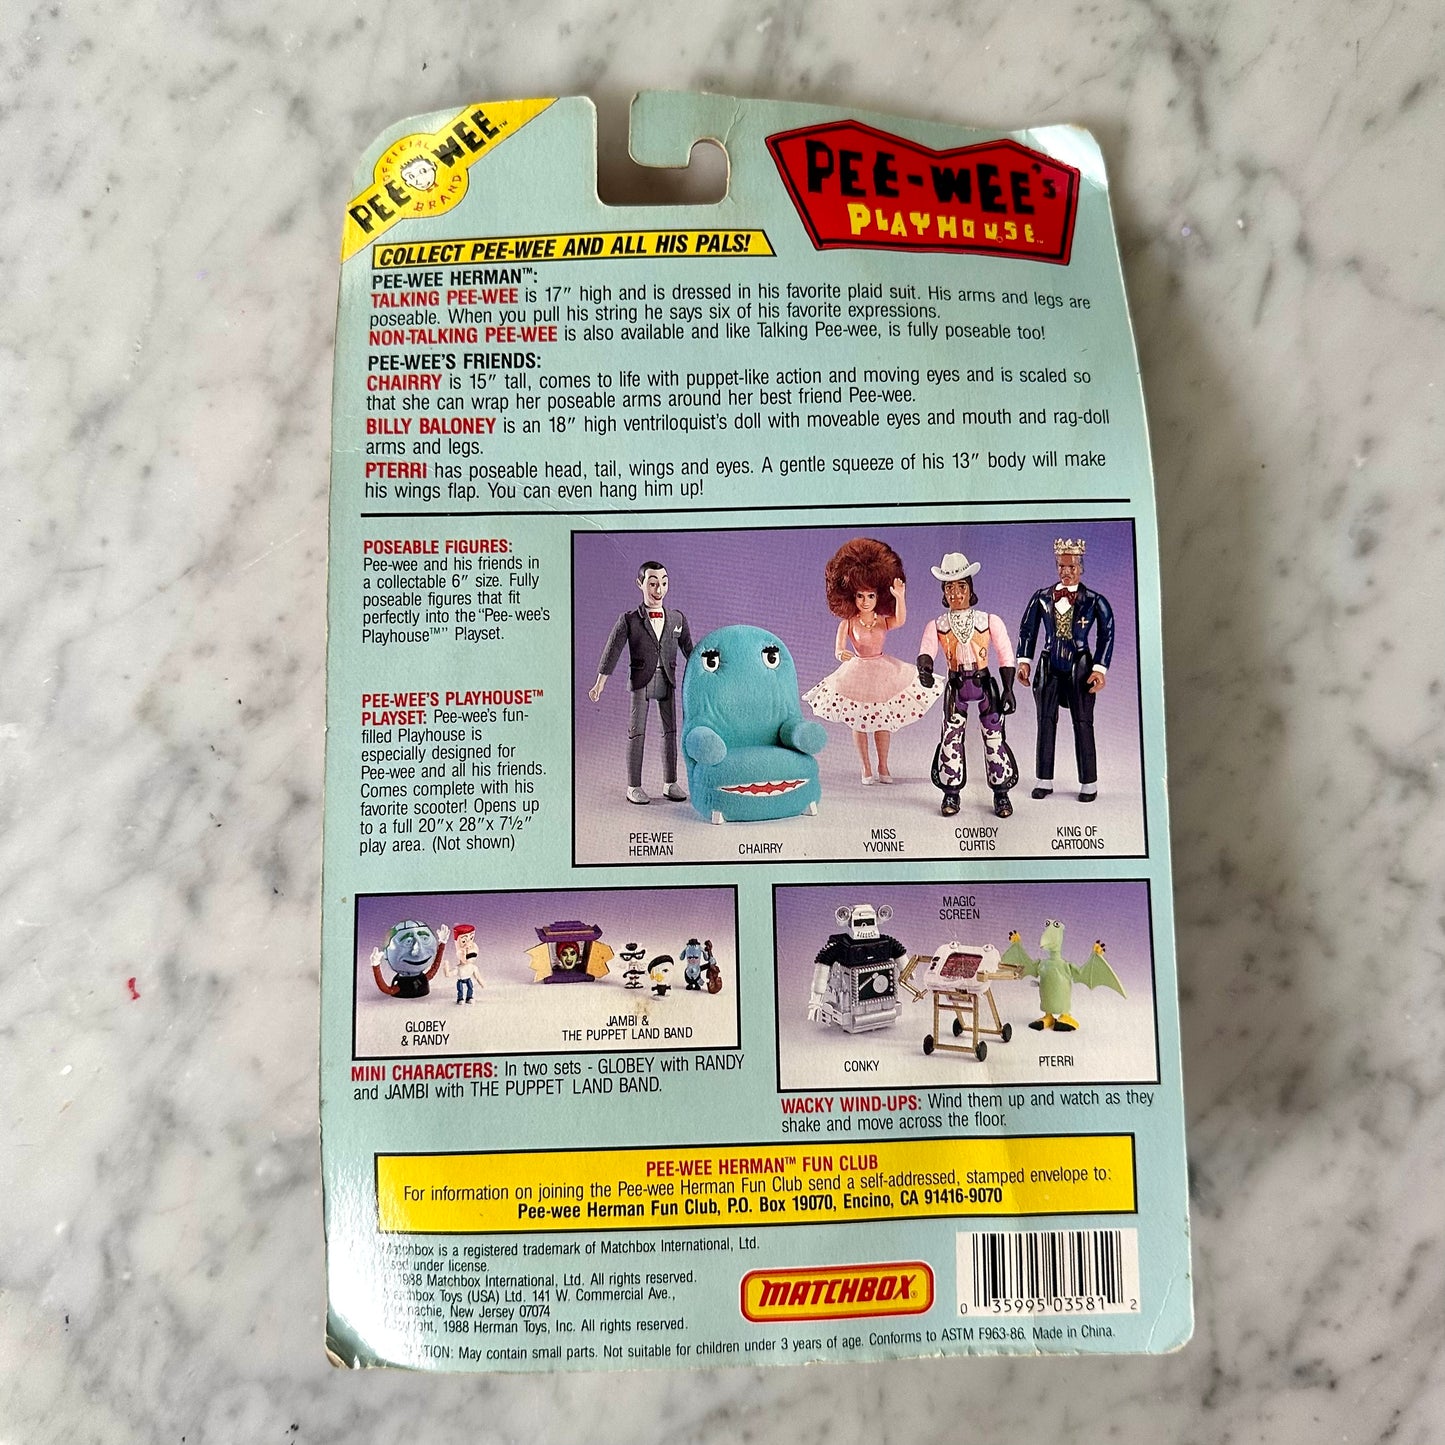 OFFICIAL
PEE WEE™
BRAND
PEE-WEE's
PLAYHOUSE™
COLLECT PEE-WEE AND ALL HIS PALS!
PEE-WEE HERMAN™:
TALKING PEE-WEE is 17" high and is dressed in his favorite plaid suit. His arms and legs are
poseable. When you pull his string he says six of his favorite expressions.
NON-TALKING PEE-WEE is also available and like Talking Pee-wee, is fully poseable too!
PEE-WEE'S FRIENDS:
CHAIRRY is 15" tall, comes to life with puppet-like action and moving eyes and is scaled so
that she can wrap her poseable arms around her best friend Pee-wee.
BILLY BALONEY is an 18" high ventriloquist's doll with moveable eyes and mouth and rag-doll
arms and legs.
PTERRI has poseable head, tail, wings and eyes. A gentle squeeze of his 13" body will make
his wings flap. You can even hang him up!
POSEABLE FIGURES:
Pee-wee and his friends in
a collectable 6" size. Fully
poseable figures that fit
perfectly into the "Pee-wee's
Playhouse™" Playset.
PEE-WEE'S PLAYHOUSE™
PLAYSET: Pee-wee's fun-
filled Playhouse is
especially designed for
Pee-wee and all his friends.
Comes complete with his
favorite scooter! Opens up
to a full 20" x 28" x 7½"
play area. (Not shown)
PEE-WEE
HERMAN
CHAIRRY
MISS
YVONNE
COWBOY
CURTIS
KING OF
CARTOONS
GLOBEY
& RANDY
JAMBI &
THE PUPPET LAND BAND
MINI CHARACTERS: In two sets - GLOBEY with RANDY
and JAMBI with THE PUPPET LAND BAND.
MAGIC
SCREEN
CONKY
PTERRI
WACKY WIND-UPS: Wind them up and watch as they
shake and move across the floor.
PEE-WEE HERMAN™ FUN CLUB
For information on joining the Pee-wee Herman Fun Club send a self-addressed, stamped envelope to:
Pee-wee Herman Fun Club, P.O. Box 19070, Encino, CA 91416-9070
Matchbox is a registered trademark of Matchbox International, Ltd.
used under license.
© 1988 Matchbox International, Ltd. All rights reserved.
Matchbox Toys (USA) Ltd. 141 W. Commercial Ave.,
New Jersey 07074
Copyright, 1988 Herman Toys, Inc. All rights reserved.
CAUTION: May contain small parts. Not suitable for children under 3 years of age. Conforms to ASTM F963-86. Made in China.
MATCHBOX®
0 35995 03581 2